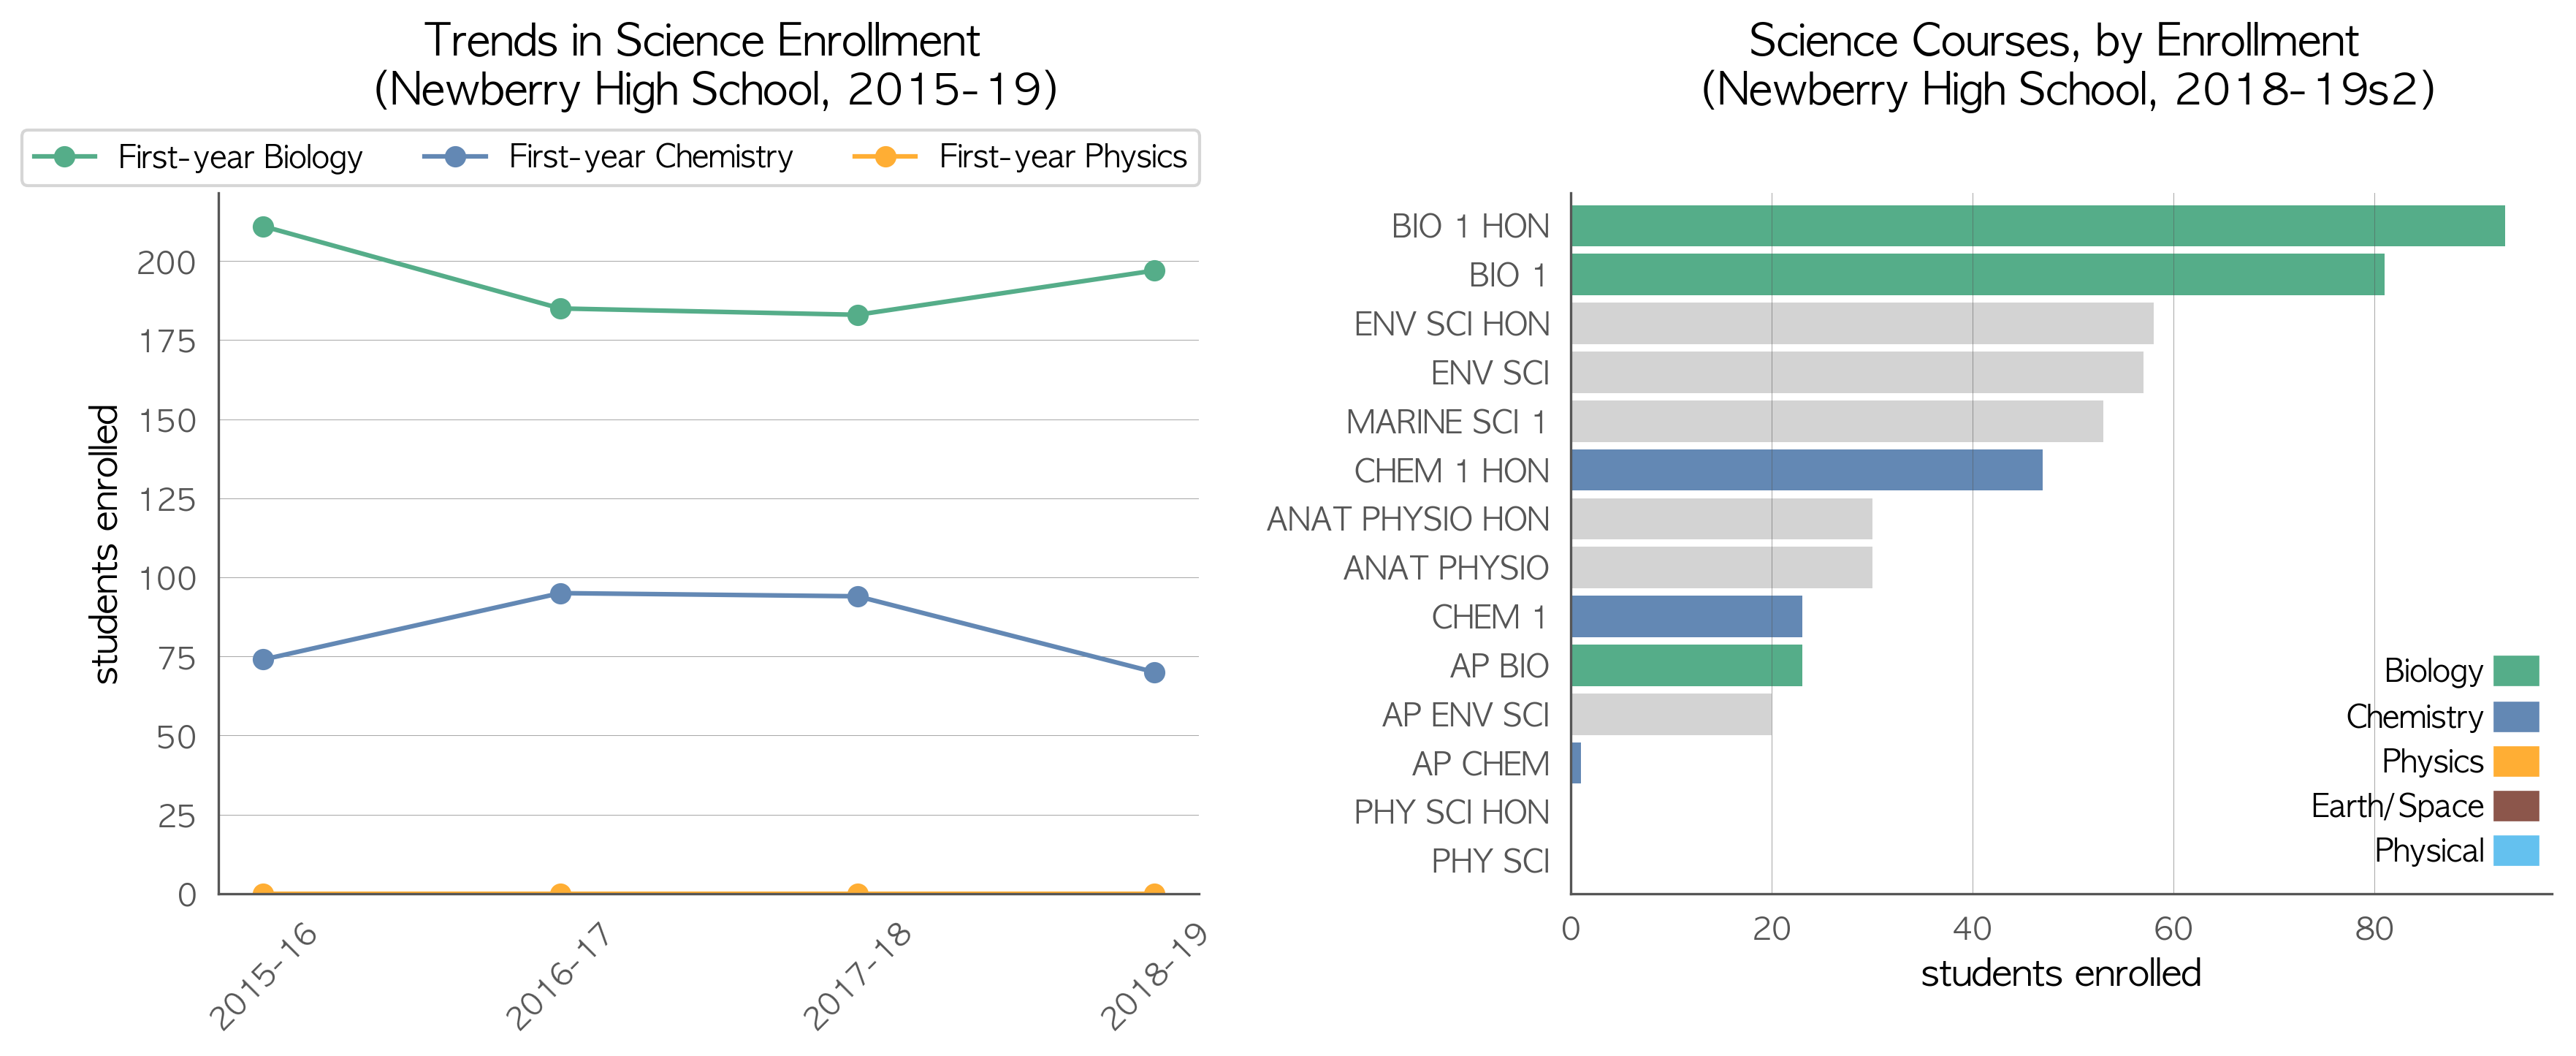 Trends in Science Enrollment
(Newberry High School, 2015-19)
First-year Biology
First-year Chemistry
First-year Physics
students enrolled
200
175
150
125
100
75
50
25
0
2015-16
2016-17
2017-18
2018-19
Science Courses, by Enrollment
(Newberry High School, 2018-19s2)
BIO 1 HON
BIO 1
ENV SCI HON
ENV SCI
MARINE SCI 1
CHEM 1 HON
ANAT PHYSIO HON
ANAT PHYSIO
CHEM 1
AP BIO
AP ENV SCI
AP CHEM
PHY SCI HON
PHY SCI
Biology
Chemistry
Physics
Earth/Space
Physical
0
20
40
60
80
students enrolled